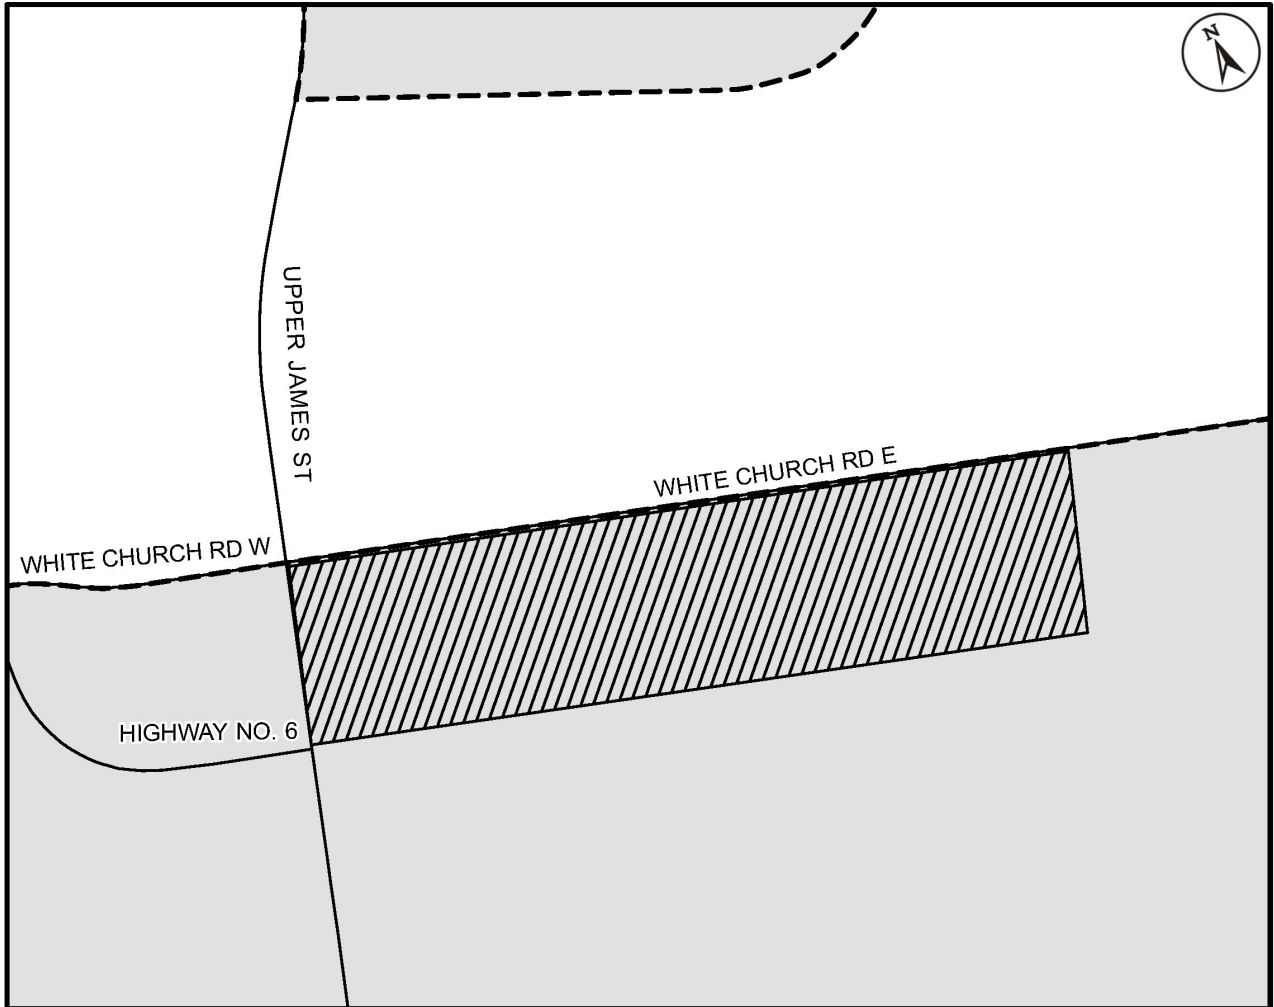 N
UPPER JAMES ST
WHITE CHURCH RD E
WHITE CHURCH RD W
HIGHWAY NO. 6